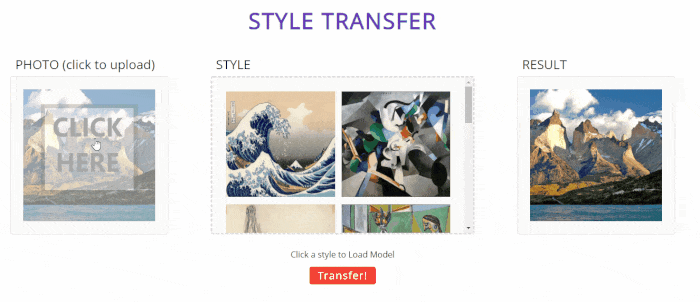 STYLE TRANSFER
PHOTO (click to upload)
STYLE
RESULT
CLICK
HERE
Click a style to Load Model
Transfer!